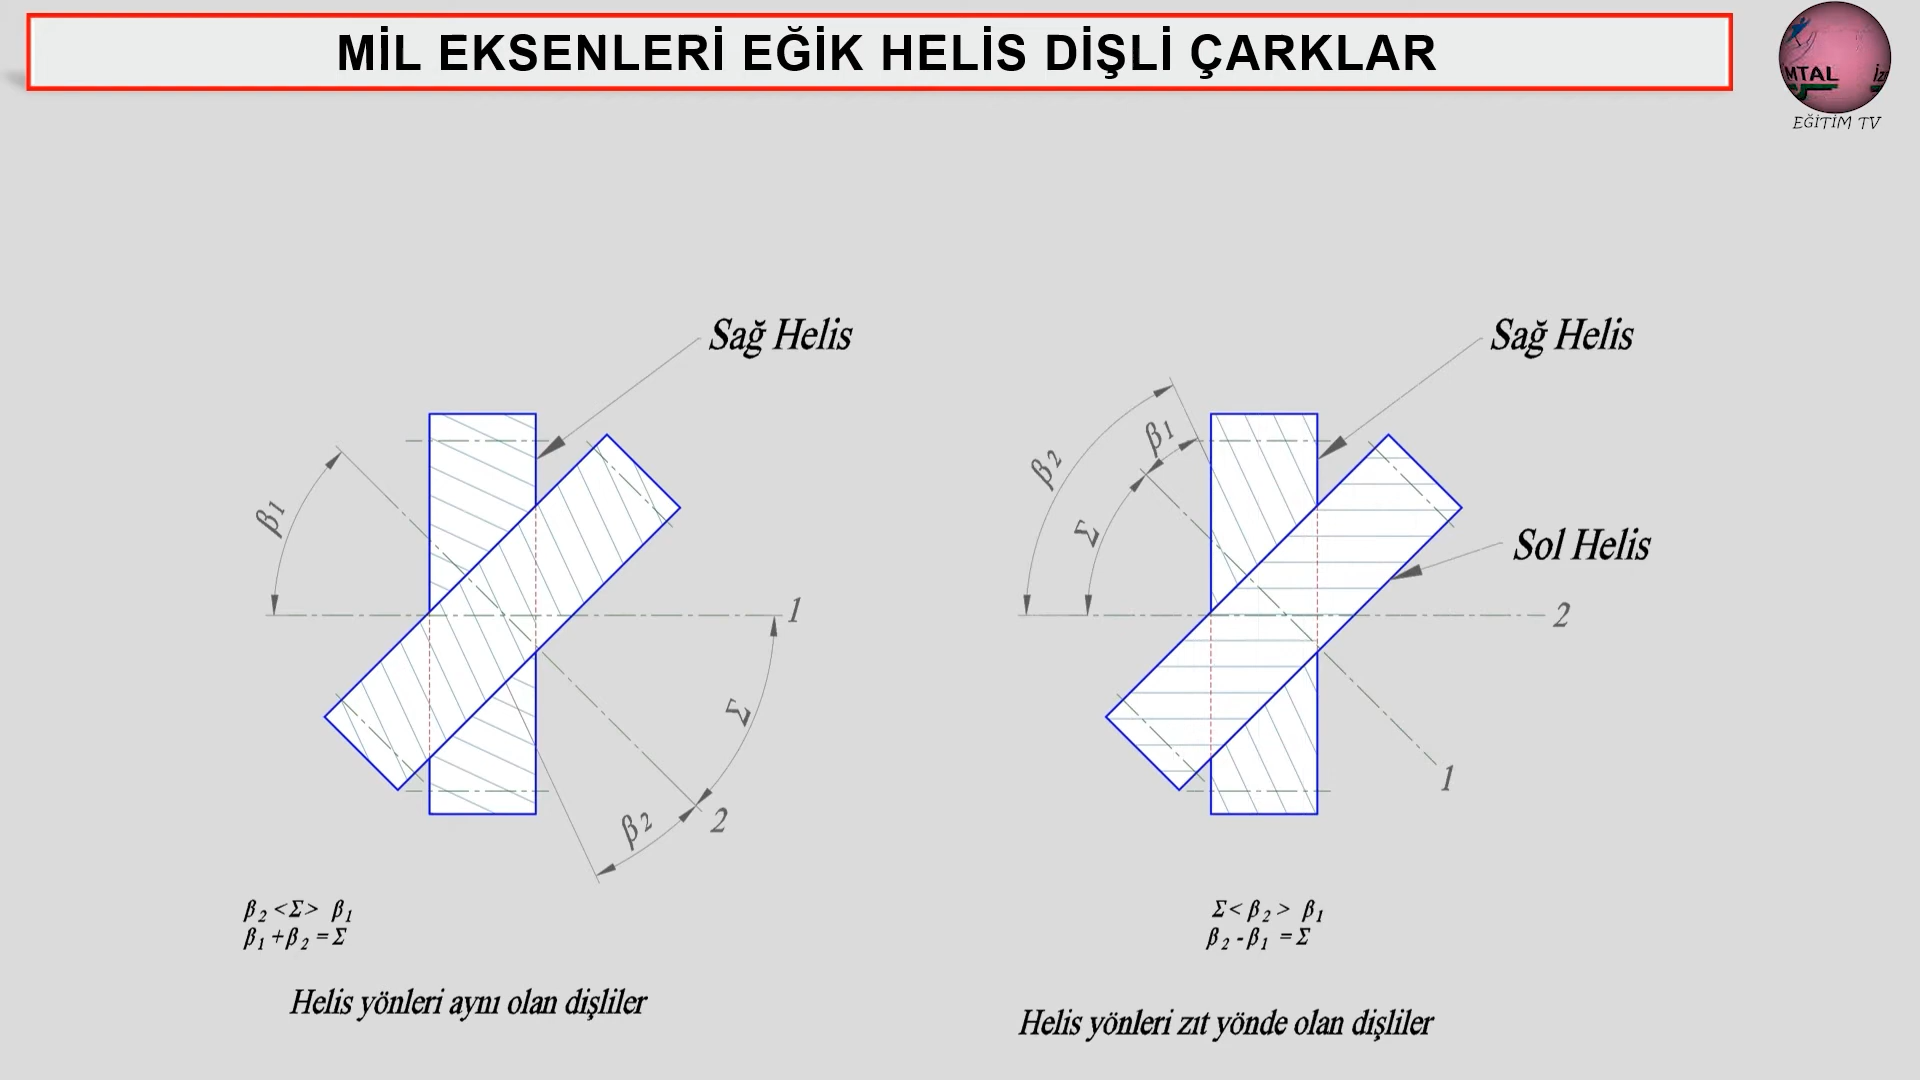 MİL EKSENLERİ EĞİK HELİS DİŞLİ ÇARKLAR
MTAL İz
EĞİTİM TV
Sağ Helis
β1
1
Σ
β2
2
β2 <Σ> β1
β1 +β2 =Σ
Helis yönleri aynı olan dişliler
Sağ Helis
β2
β1
Σ
Sol Helis
2
1
Σ< β2 > β1
β2 -β1 =Σ
Helis yönleri zıt yönde olan dişliler